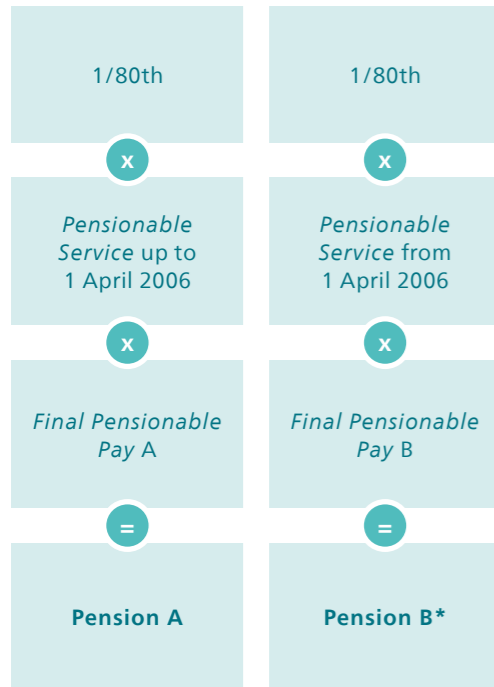 1/80th
x
Pensionable
Service up to
1 April 2006
x
Final Pensionable
Pay A
=
Pension A
1/80th
x
Pensionable
Service from
1 April 2006
x
Final Pensionable
Pay B
=
Pension B*